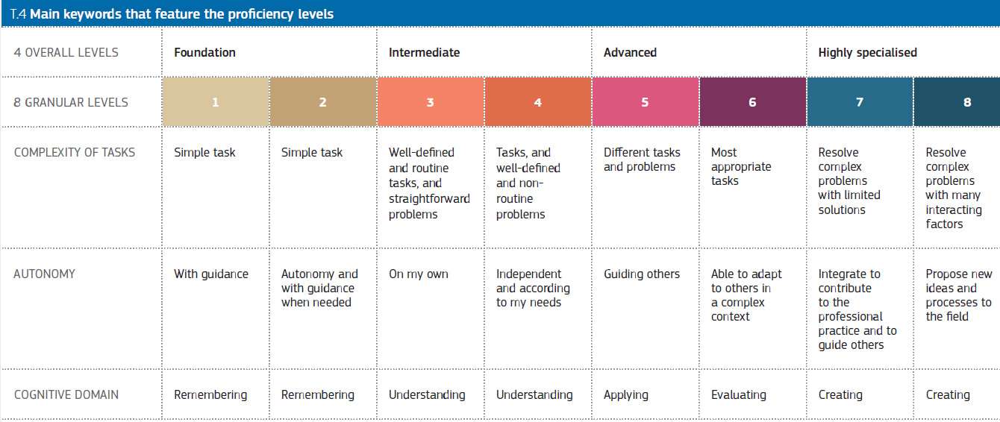 T.4 Main keywords that feature the proficiency levels
4 OVERALL LEVELS
Foundation
Intermediate
Advanced
Highly specialised
8 GRANULAR LEVELS
1
2
3
4
5
6
7
8
COMPLEXITY OF TASKS
Simple task
Simple task
Well-defined
and routine
tasks, and
straightforward
problems
Tasks, and
well-defined
and non-
routine
problems
Different tasks
and problems
Most
appropriate
tasks
Resolve
complex
problems
with limited
solutions
Resolve
complex
problems
with many
interacting
factors
AUTONOMY
With guidance
Autonomy and
with guidance
when needed
On my own
Independent
and according
to my needs
Guiding others
Able to adapt
to others in
a complex
context
Integrate to
contribute
to the
professional
practice and to
guide others
Propose new
ideas and
processes to
the field
COGNITIVE DOMAIN
Remembering
Remembering
Understanding
Understanding
Applying
Evaluating
Creating
Creating